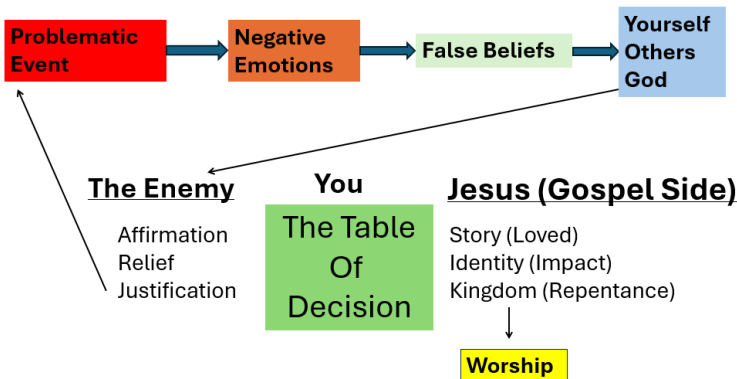 Problematic
Event
Negative
Emotions
False Beliefs
Yourself
Others
God
The Enemy
Affirmation
Relief
Justification
You
The Table
Of
Decision
Jesus (Gospel Side)
Story (Loved)
Identity (Impact)
Kingdom (Repentance)
Worship